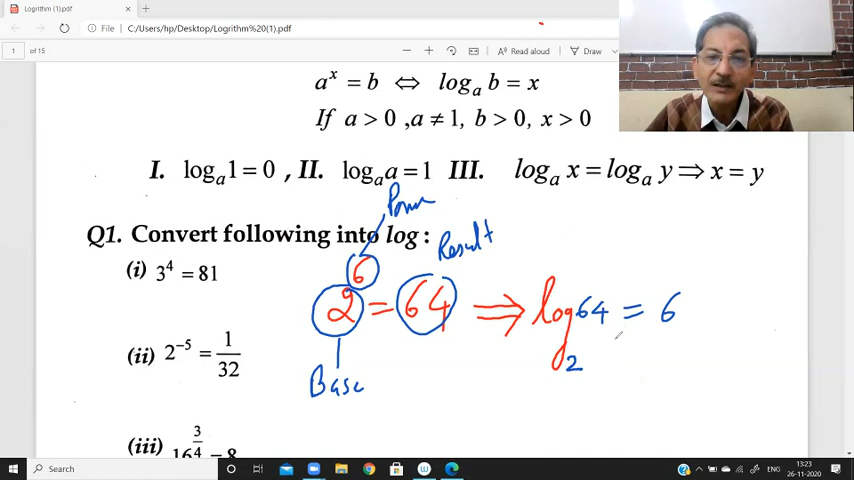 Logrithm (1).pdf
File C:/Users/hp/Desktop/Logrithm%20(1).pdf
1 of 15 Read aloud Draw
a^x = b ⇔ log_a b = x
If a > 0 ,a ≠ 1, b > 0, x > 0
I. log_a 1 = 0 , II. log_a a = 1 III. log_a x = log_a y ⇒ x = y
Power
Q1. Convert following into log :
Result
(i) 3^4 = 81
2^6 = 64 ⇒ log_2 64 = 6
(ii) 2^-5 = 1/32
Base
(iii) 16^3/4 = 8
Search
ENG
13:23
26-11-2020